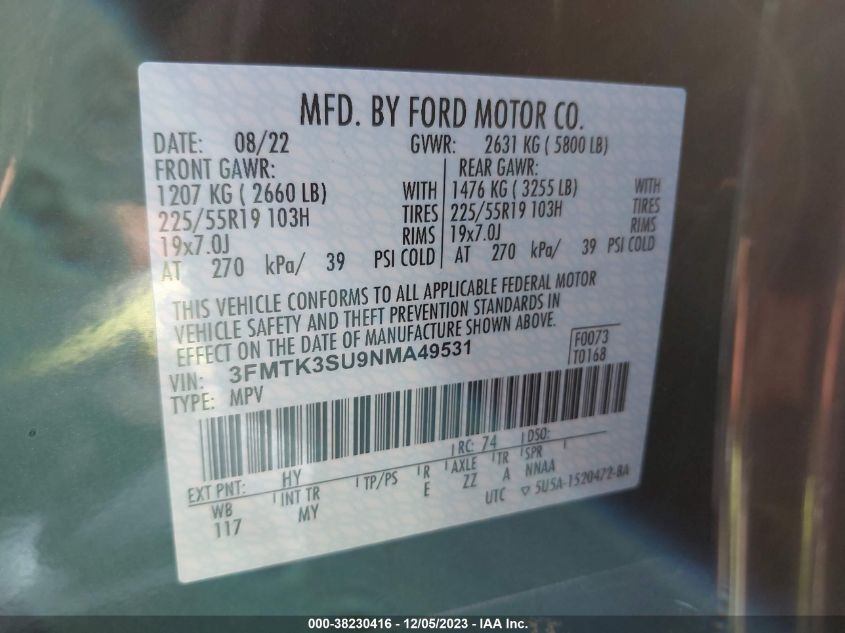 MFD. BY FORD MOTOR CO.
DATE: 08/22 GVWR: 2631 KG ( 5800 LB)
FRONT GAWR: REAR GAWR:
1207 KG ( 2660 LB) WITH 1476 KG ( 3255 LB) WITH
225/55R19 103H TIRES 225/55R19 103H TIRES
19x7.0J RIMS 19x7.0J RIMS
AT 270 kPa/ 39 PSI COLD AT 270 kPa/ 39 PSI COLD
THIS VEHICLE CONFORMS TO ALL APPLICABLE FEDERAL MOTOR
VEHICLE SAFETY AND THEFT PREVENTION STANDARDS IN
EFFECT ON THE DATE OF MANUFACTURE SHOWN ABOVE.
F0073
VIN: 3FMTK3SU9NMA49531 T0168
TYPE: MPV
RC: 74 DSO:
EXT PNT: HY TP/PS R AXLE TR SPR
WB INT TR E ZZ A NNAA
117 MY UTC ▽ 5U5A-1520472-BA
000-38230416 - 12/05/2023 - IAA Inc.